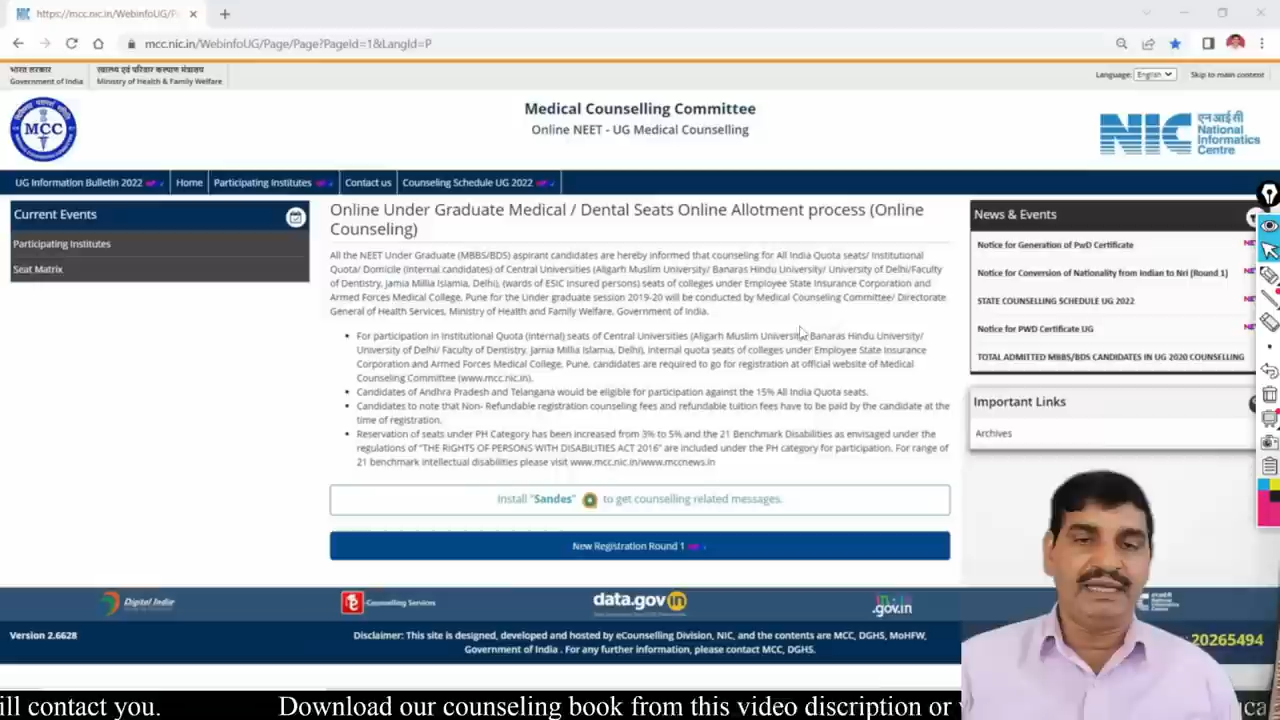 https://mcc.nic.in/WebinfoUG/P
mcc.nic.in/WebinfoUG/Page/Page?PageId=1&LangId=P
भारत सरकार
Government of India
स्वास्थ्य एवं परिवार कल्याण मंत्रालय
Ministry of Health & Family Welfare
Language: English
Skip to main content
MCC
Medical Counselling Committee
Online NEET - UG Medical Counselling
NIC
एन आई सी
National
Informatics
Centre
UG Information Bulletin 2022
Home
Participating Institutes
Contact us
Counseling Schedule UG 2022
Current Events
Participating Institutes
Seat Matrix
Online Under Graduate Medical / Dental Seats Online Allotment process (Online
Counseling)
All the NEET Under Graduate (MBBS/BDS) aspirant candidates are hereby informed that counseling for All India Quota seats/ Institutional
Quota/ Domicile (Internal candidates) of Central Universities (Aligarh Muslim University/ Banaras Hindu University/ University of Delhi/Faculty
of Dentistry, Jamia Millia Islamia, Delhi), (wards of ESIC Insured persons) seats of colleges under Employee State Insurance Corporation and
Armed Forces Medical College, Pune for the Under graduate session 2019-20 will be conducted by Medical Counseling Committee/ Directorate
General of Health Services, Ministry of Health and Family Welfare, Government of India.
For participation in Institutional Quota (Internal) seats of Central Universities (Aligarh Muslim University/ Banaras Hindu University/
University of Delhi/ Faculty of Dentistry, Jamia Millia Islamia, Delhi), Internal quota seats of colleges under Employee State Insurance
Corporation and Armed Forces Medical College, Pune, candidates are required to go for registration at official website of Medical
Counseling Committee (www.mcc.nic.in).
Candidates of Andhra Pradesh and Telangana would be eligible for participation against the 15% All India Quota seats.
Candidates to note that Non- Refundable registration counseling fees and refundable tuition fees have to be paid by the candidate at the
time of registration.
Reservation of seats under PH Category has been increased from 3% to 5% and the 21 Benchmark Disabilities as envisaged under the
regulations of "THE RIGHTS OF PERSONS WITH DISABILITIES ACT 2016" are included under the PH category for participation. For range of
21 benchmark intellectual disabilities please visit www.mcc.nic.in/www.mccnews.in
Install "Sandes" to get counselling related messages.
New Registration Round 1
News & Events
Notice for Generation of PwD Certificate
Notice for Conversion of Nationality from Indian to Nri (Round 1)
STATE COUNSELLING SCHEDULE UG 2022
Notice for PWD Certificate UG
TOTAL ADMITTED MBBS/BDS CANDIDATES IN UG 2020 COUNSELLING
Important Links
Archives
Digital India
Counselling Services
data.gov in
.gov.in
Version 2.6628
Disclaimer: This site is designed, developed and hosted by eCounselling Division, NIC, and the contents are MCC, DGHS, MoHFW,
Government of India . For any further information, please contact MCC, DGHS.
:20265494
ill contact you. Download our counseling book from this video discription or